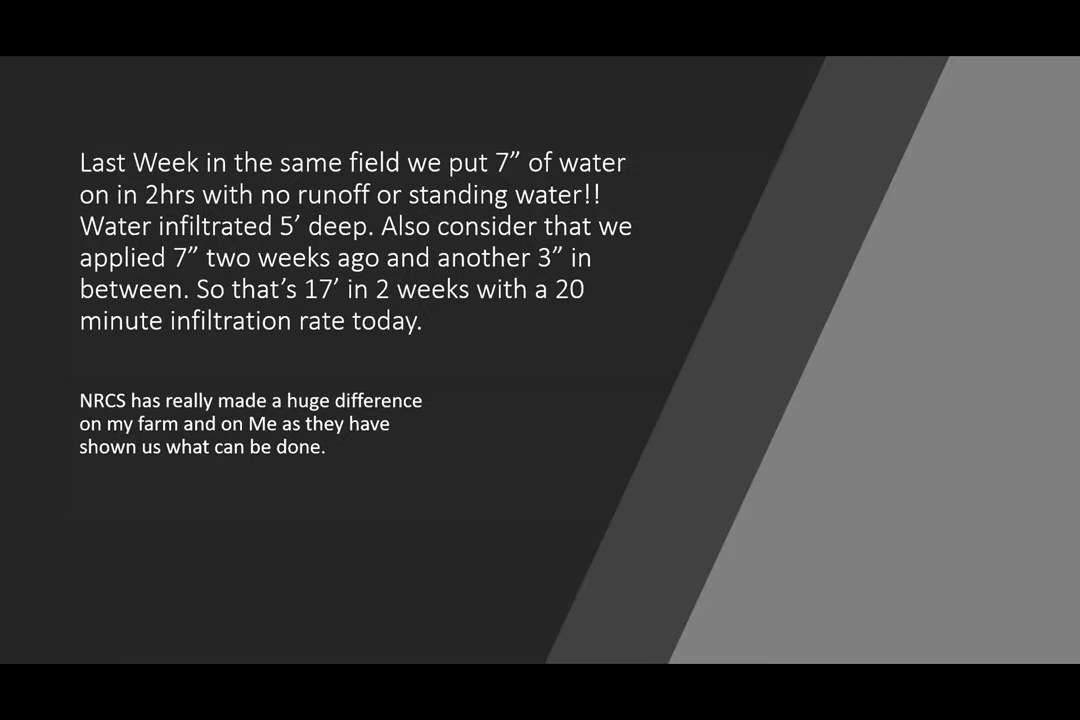 Last Week in the same field we put 7” of water
on in 2hrs with no runoff or standing water!!
Water infiltrated 5’ deep. Also consider that we
applied 7” two weeks ago and another 3” in
between. So that’s 17’ in 2 weeks with a 20
minute infiltration rate today.
NRCS has really made a huge difference
on my farm and on Me as they have
shown us what can be done.